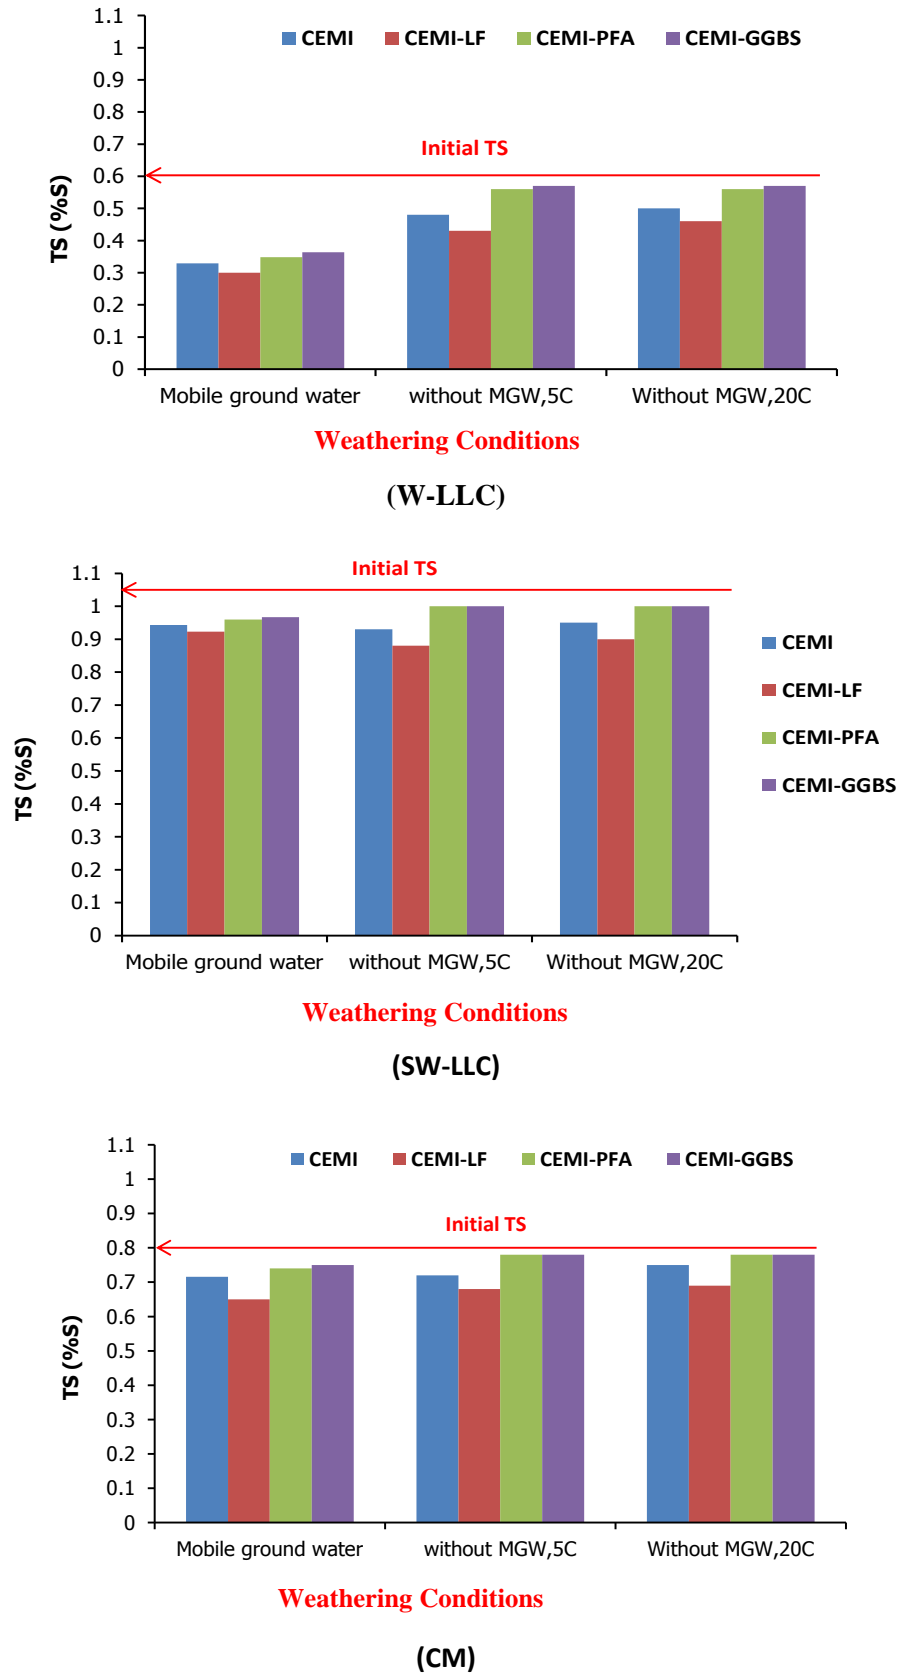 CEMI CEMI-LF CEMI-PFA CEMI-GGBS
Initial TS
TS (%S)
1.1
1
0.9
0.8
0.7
0.6
0.5
0.4
0.3
0.2
0.1
0
Mobile ground water without MGW,5C Without MGW,20C
Weathering Conditions
(W-LLC)
Initial TS
TS (%S)
1.1
1
0.9
0.8
0.7
0.6
0.5
0.4
0.3
0.2
0.1
0
CEMI
CEMI-LF
CEMI-PFA
CEMI-GGBS
Mobile ground water without MGW,5C Without MGW,20C
Weathering Conditions
(SW-LLC)
CEMI CEMI-LF CEMI-PFA CEMI-GGBS
Initial TS
TS (%S)
1.1
1
0.9
0.8
0.7
0.6
0.5
0.4
0.3
0.2
0.1
0
Mobile ground water without MGW,5C Without MGW,20C
Weathering Conditions
(CM)